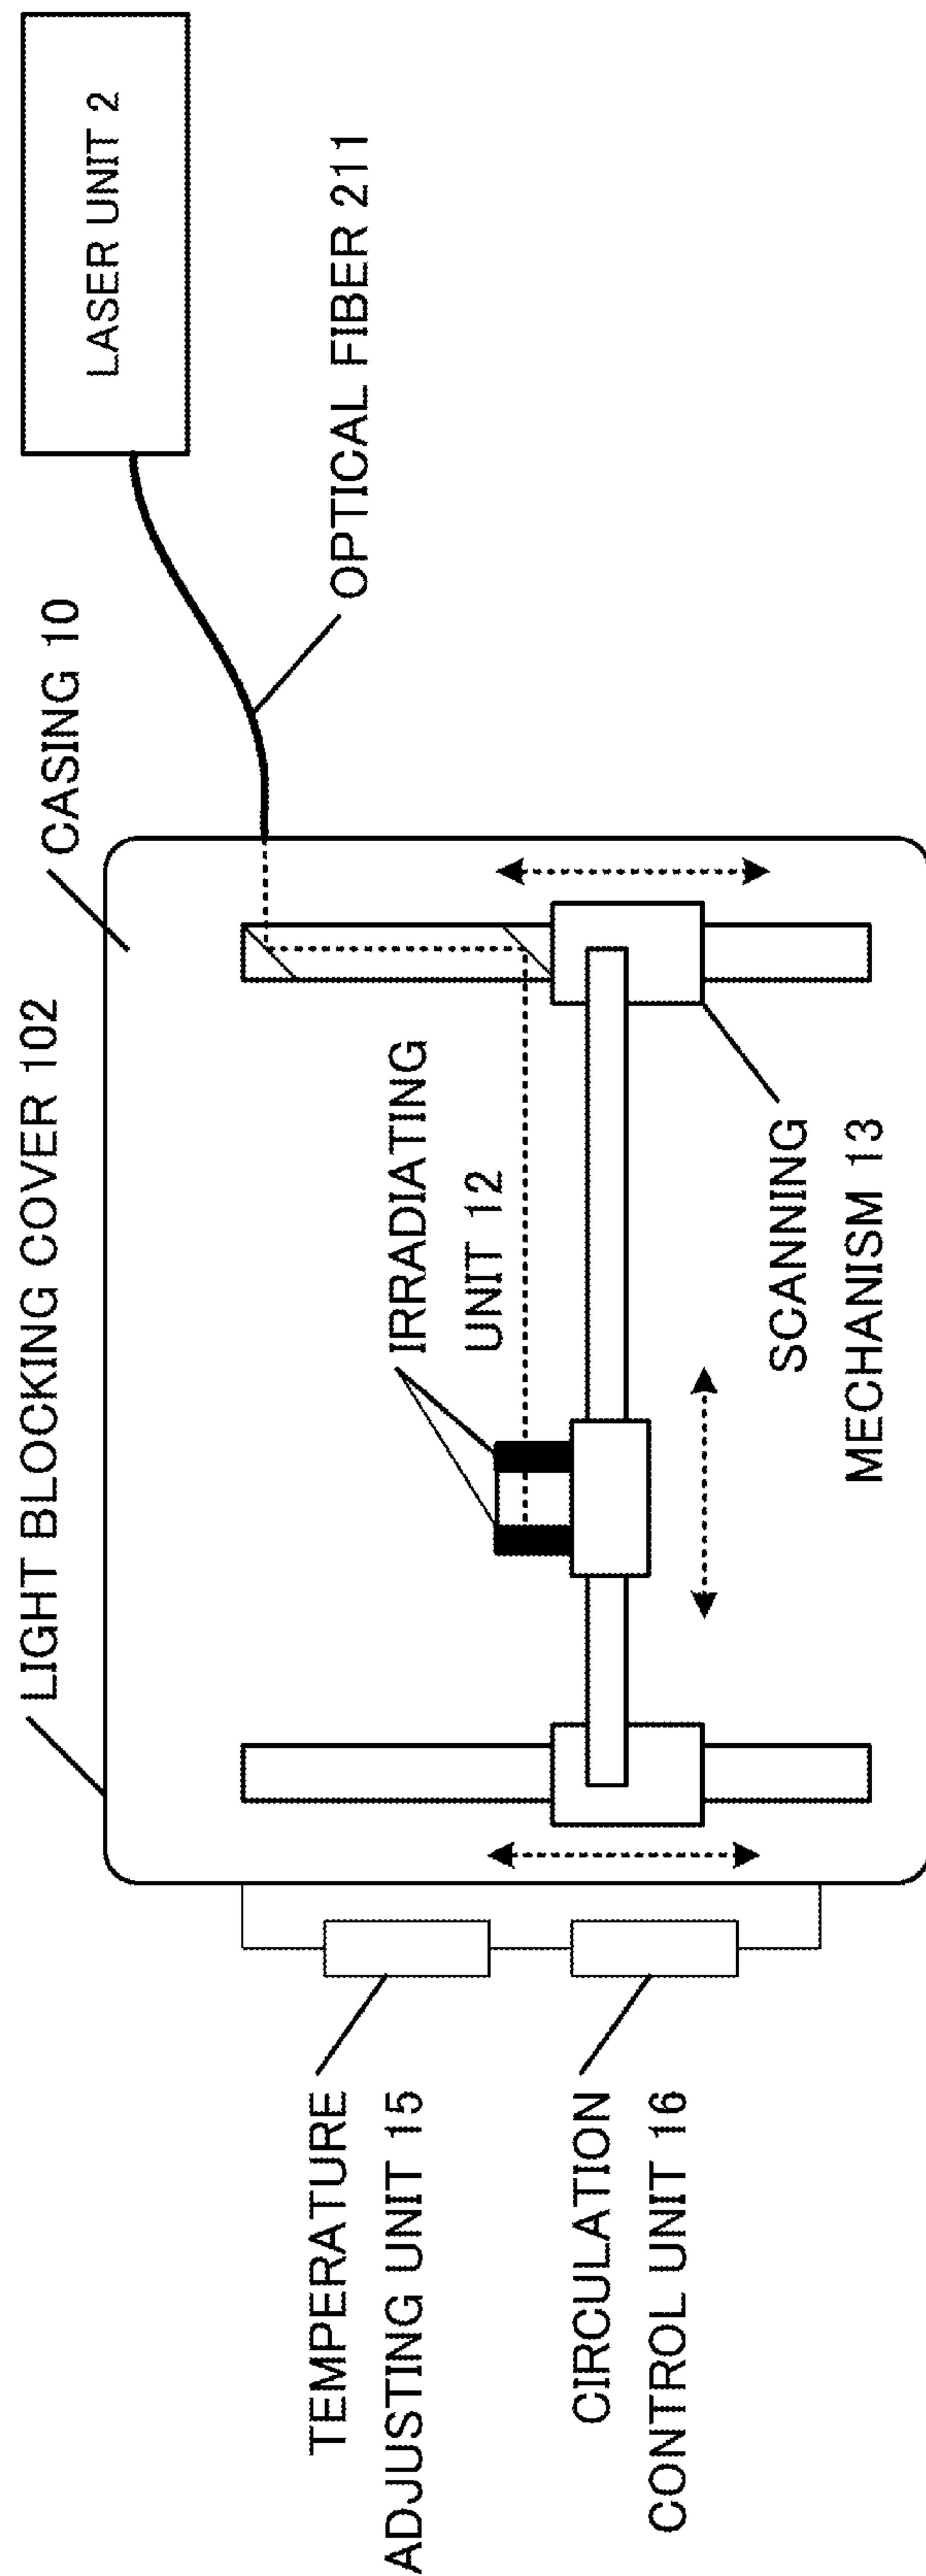 LIGHT BLOCKING COVER 102
CASING 10
LASER UNIT 2
OPTICAL FIBER 211
IRRADIATING
UNIT 12
SCANNING
MECHANISM 13
TEMPERATURE
ADJUSTING UNIT 15
CIRCULATION
CONTROL UNIT 16